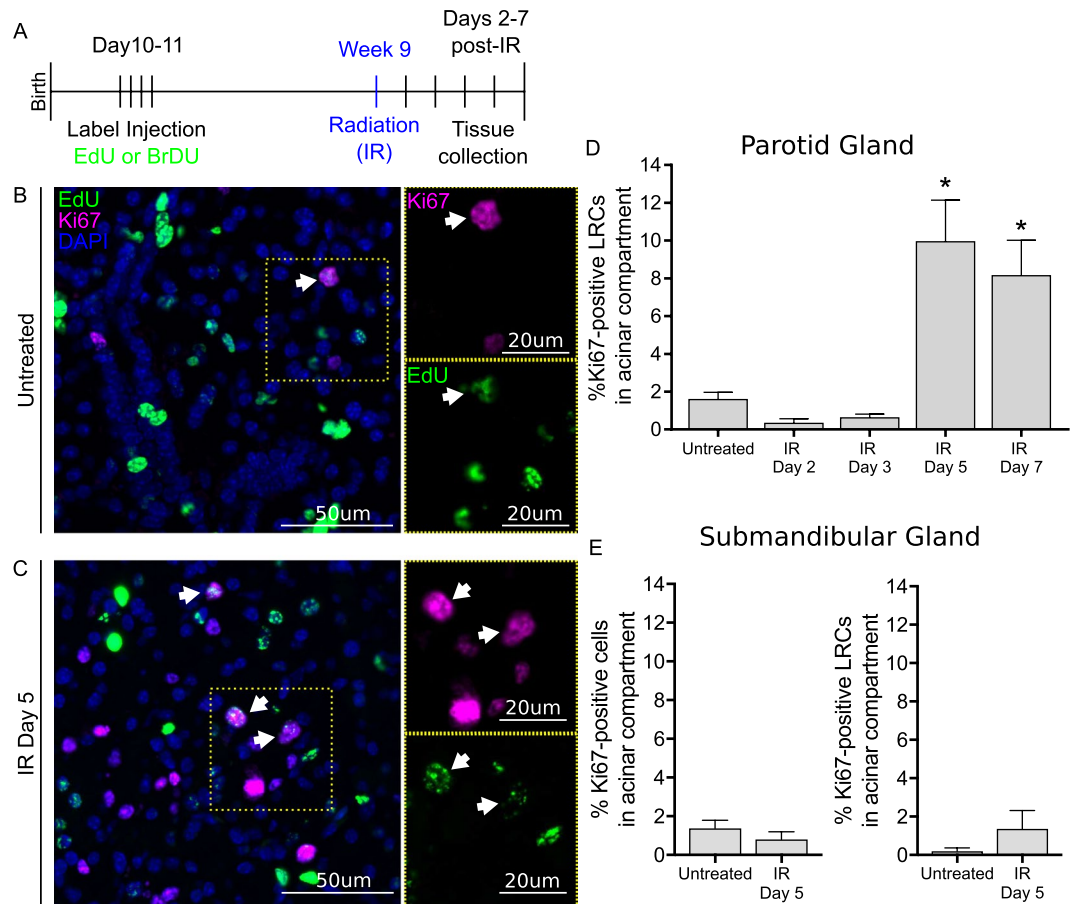 A
Day10-11
Week 9
Days 2-7
post-IR
Birth
Label Injection
EdU or BrDU
Radiation
(IR)
Tissue
collection
B
Untreated
EdU
Ki67
DAPI
50um
Ki67
20um
EdU
20um
C
IR Day 5
50um
20um
20um
D
Parotid Gland
%Ki67-positive LRCs
in acinar compartment
14
12
10
8
6
4
2
0
*
*
Untreated
IR
Day 2
IR
Day 3
IR
Day 5
IR
Day 7
E
Submandibular Gland
% Ki67-positive cells
in acinar compartment
14
12
10
8
6
4
2
0
Untreated
IR
Day 5
% Ki67-positive LRCs
in acinar compartment
14
12
10
8
6
4
2
0
Untreated
IR
Day 5